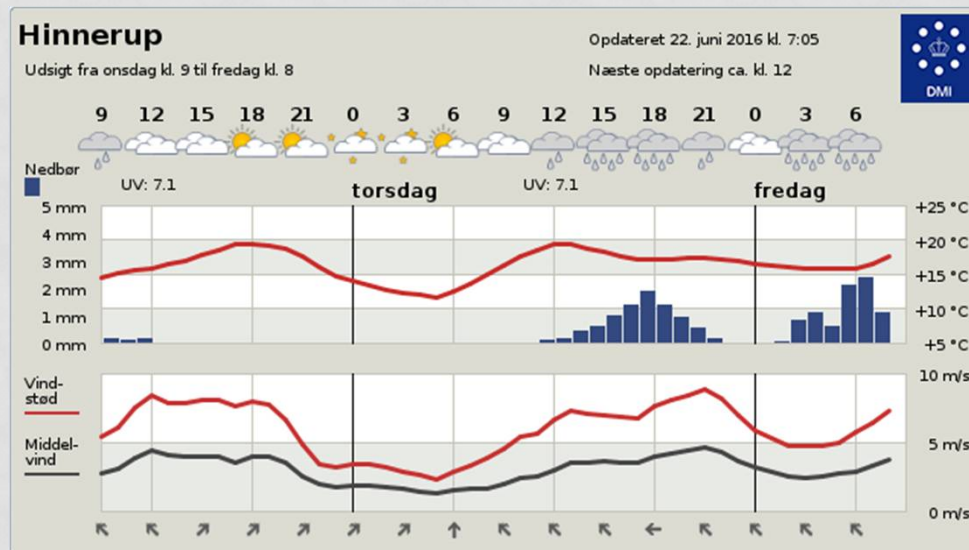 Hinnerup
Opdateret 22. juni 2016 kl. 7:05
Udsigt fra onsdag kl. 9 til fredag kl. 8
Næste opdatering ca. kl. 12
DMI
9 12 15 18 21 0 3 6 9 12 15 18 21 0 3 6
Nedbør
UV: 7.1 torsdag UV: 7.1 fredag
5 mm +25 °C
4 mm +20 °C
3 mm +15 °C
2 mm
1 mm +10 °C
0 mm +5 °C
Vind-
stød
10 m/s
Middel-
vind
5 m/s
0 m/s